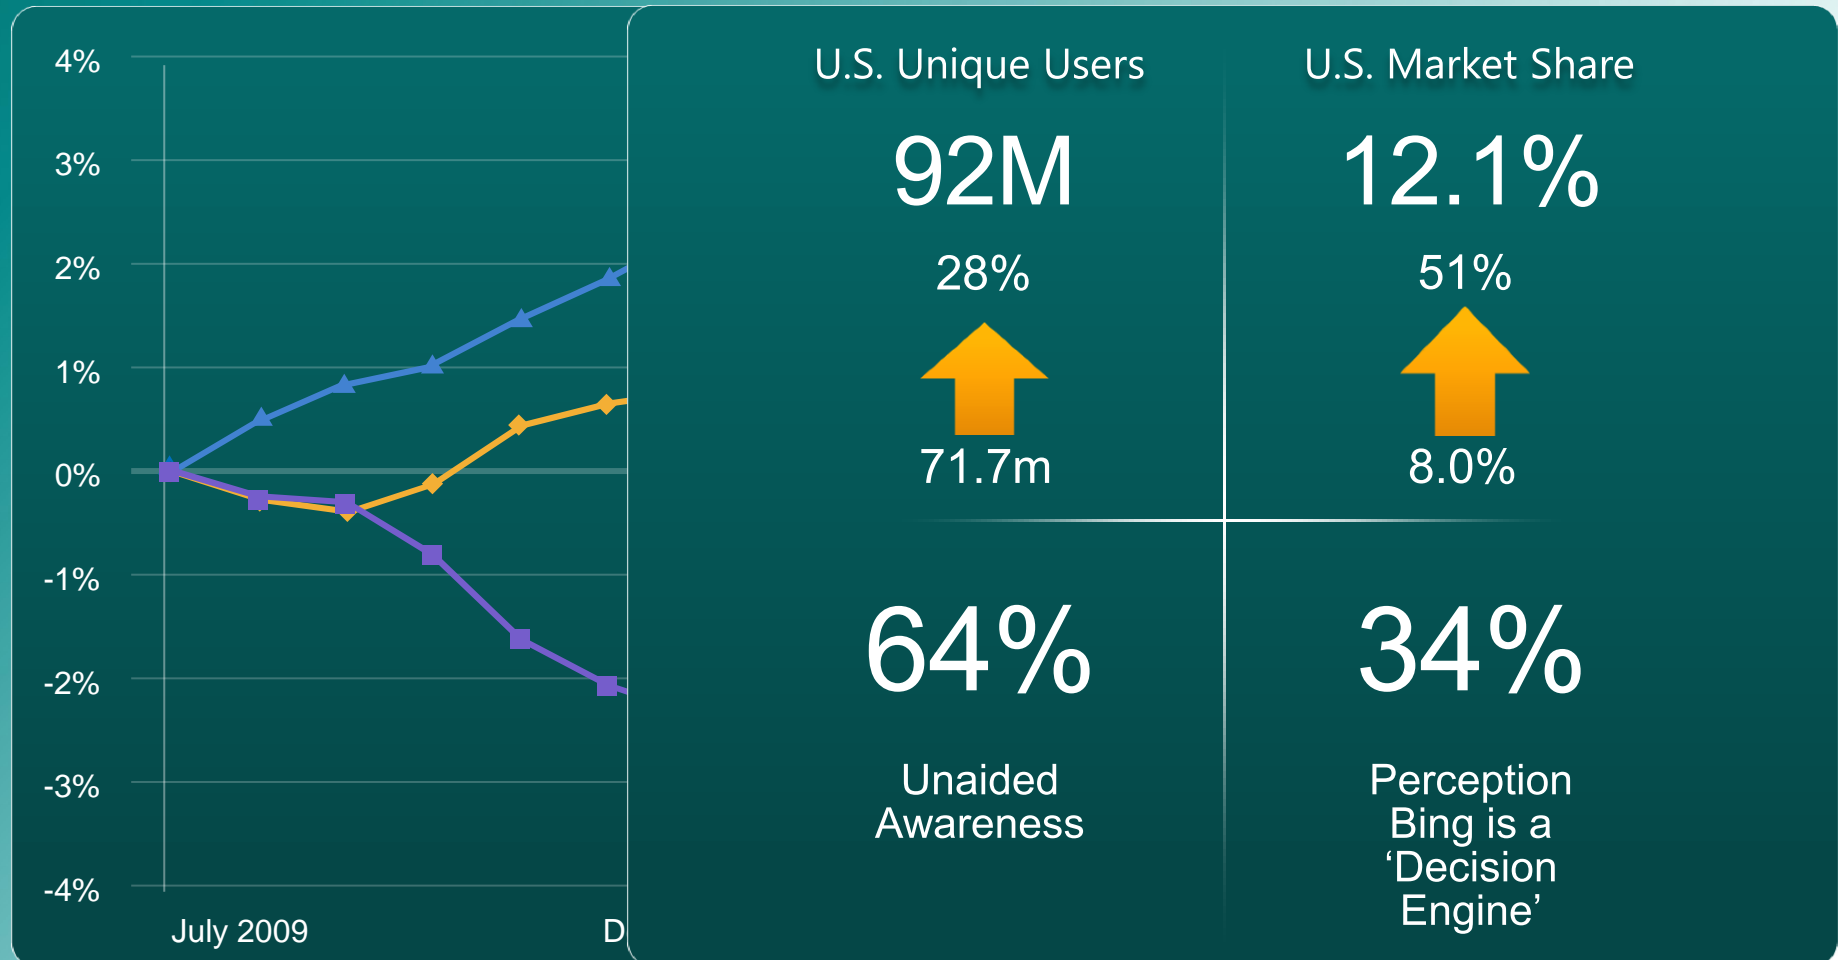 4%
3%
2%
1%
0%
-1%
-2%
-3%
-4%
July 2009
D
U.S. Unique Users
92M
28%
71.7m
U.S. Market Share
12.1%
51%
8.0%
64%
Unaided
Awareness
34%
Perception
Bing is a
‘Decision
Engine’